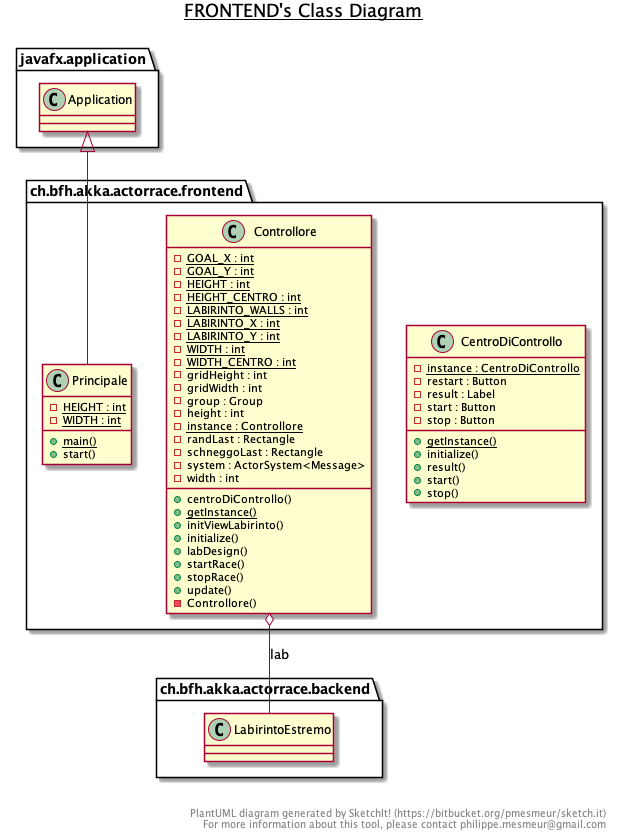 FRONTEND's Class Diagram
javafx.application
C Application
ch.bfh.akka.actorrace.frontend
C Controllore
GOAL_X : int
GOAL_Y : int
HEIGHT : int
HEIGHT_CENTRO : int
LABIRINTO_WALLS : int
LABIRINTO_X : int
LABIRINTO_Y : int
WIDTH : int
WIDTH_CENTRO : int
gridHeight : int
gridWidth : int
group : Group
height : int
instance : Controllore
randLast : Rectangle
schneggoLast : Rectangle
system : ActorSystem<Message>
width : int
centroDiControllo()
getInstance()
initViewLabirinto()
initialize()
labDesign()
startRace()
stopRace()
update()
Controllore()
C CentroDiControllo
instance : CentroDiControllo
restart : Button
result : Label
start : Button
stop : Button
getInstance()
initialize()
result()
start()
stop()
C Principale
HEIGHT : int
WIDTH : int
main()
start()
lab
ch.bfh.akka.actorrace.backend
C LabirintoEstremo
PlantUML diagram generated by SketchIt! (https://bitbucket.org/pmesmeur/sketch.it)
For more information about this tool, please contact philippe.mesmeur@gmail.com